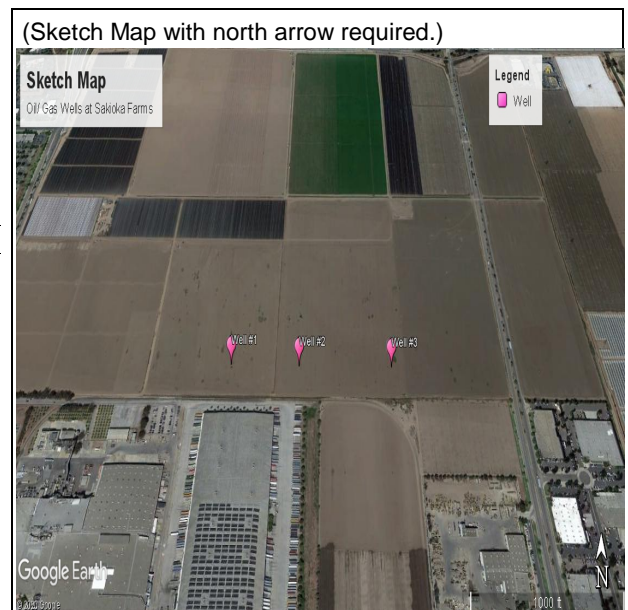 (Sketch Map with north arrow required.)
Sketch Map
Oil/ Gas Wells at Sakioka Farms
Legend
Well
Well #1
Well #2
Well #3
Google Earth
N
1000 ft